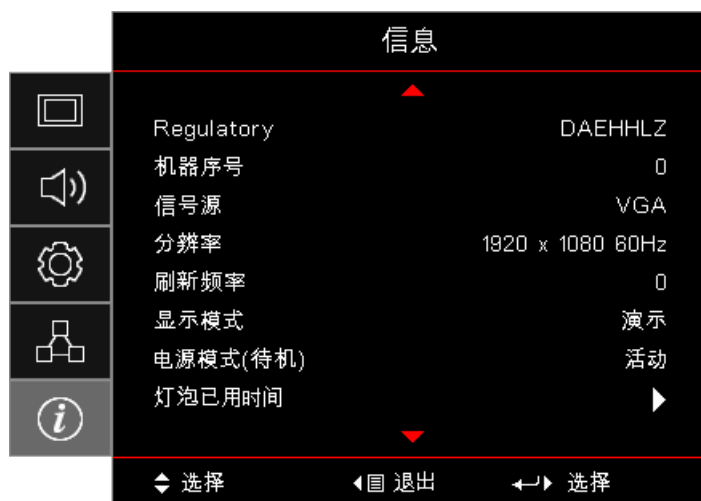 信息
Regulatory DAEHHLZ
机器序号 0
信号源 VGA
分辨率 1920 x 1080 60Hz
刷新频率 0
显示模式 演示
电源模式(待机) 活动
灯泡已用时间
选择 退出 选择